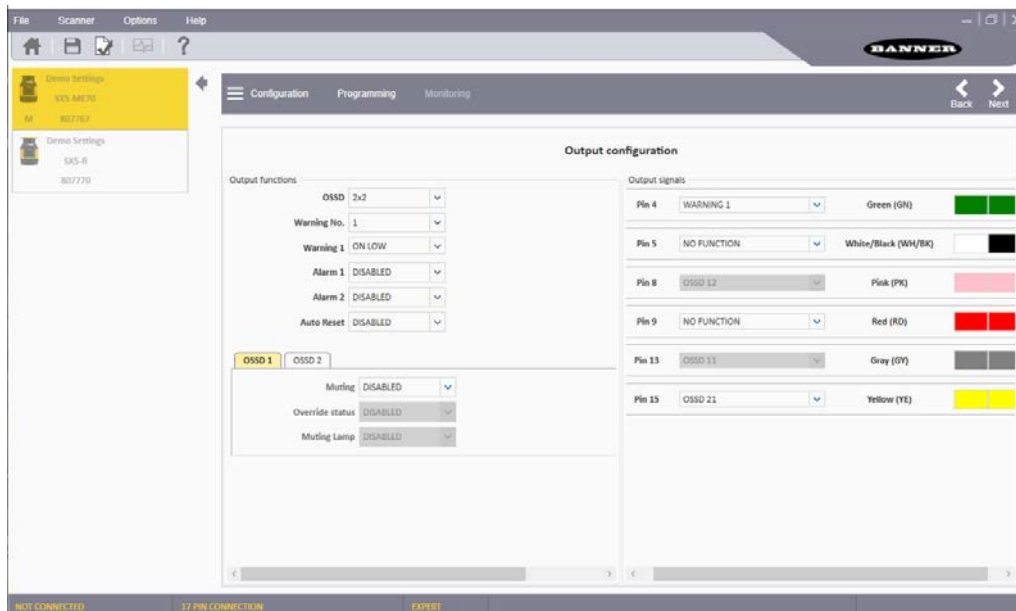 File Scanner Options Help
?
BANNER
Demo Settings
SX5-ME70
M 807767
Demo Settings
SX5-R
807770
Configuration Programming Monitoring
Back Next
Output configuration
Output functions
OSSD 2x2
Warning No. 1
Warning 1 ON LOW
Alarm 1 DISABLED
Alarm 2 DISABLED
Auto Reset DISABLED
OSSD 1 OSSD 2
Muting DISABLED
Override status DISABLED
Muting Lamp DISABLED
Output signals
Pin 4 WARNING 1 Green (GN)
Pin 5 NO FUNCTION White/Black (WH/BK)
Pin 8 OSSD 12 Pink (PK)
Pin 9 NO FUNCTION Red (RD)
Pin 13 OSSD 11 Gray (GY)
Pin 15 OSSD 21 Yellow (YE)
NOT CONNECTED 17 PIN CONNECTION EXPERT